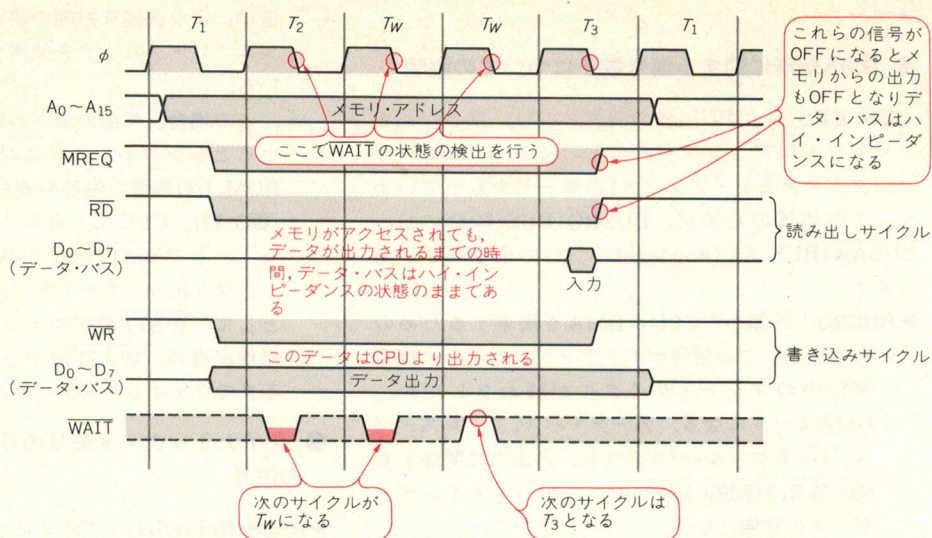 T1 T2 TW TW T3 T1
φ
A0～A15
メモリ・アドレス
ここでWAITの状態の検出を行う
MREQ
RD
これらの信号が
OFFになるとメ
モリからの出力
もOFFとなりデ
ータ・バスはハ
イ・インピーダ
ンスになる
D0～D7
（データ・バス）
メモリがアクセスされても，
データが出力されるまでの時
間，データ・バスはハイ・イン
ピーダンスの状態のままであ
る
入力
読み出しサイクル
WR
このデータはCPUより出力される
D0～D7
（データ・バス）
データ出力
書き込みサイクル
WAIT
次のサイクルが
TWになる
次のサイクルは
T3となる